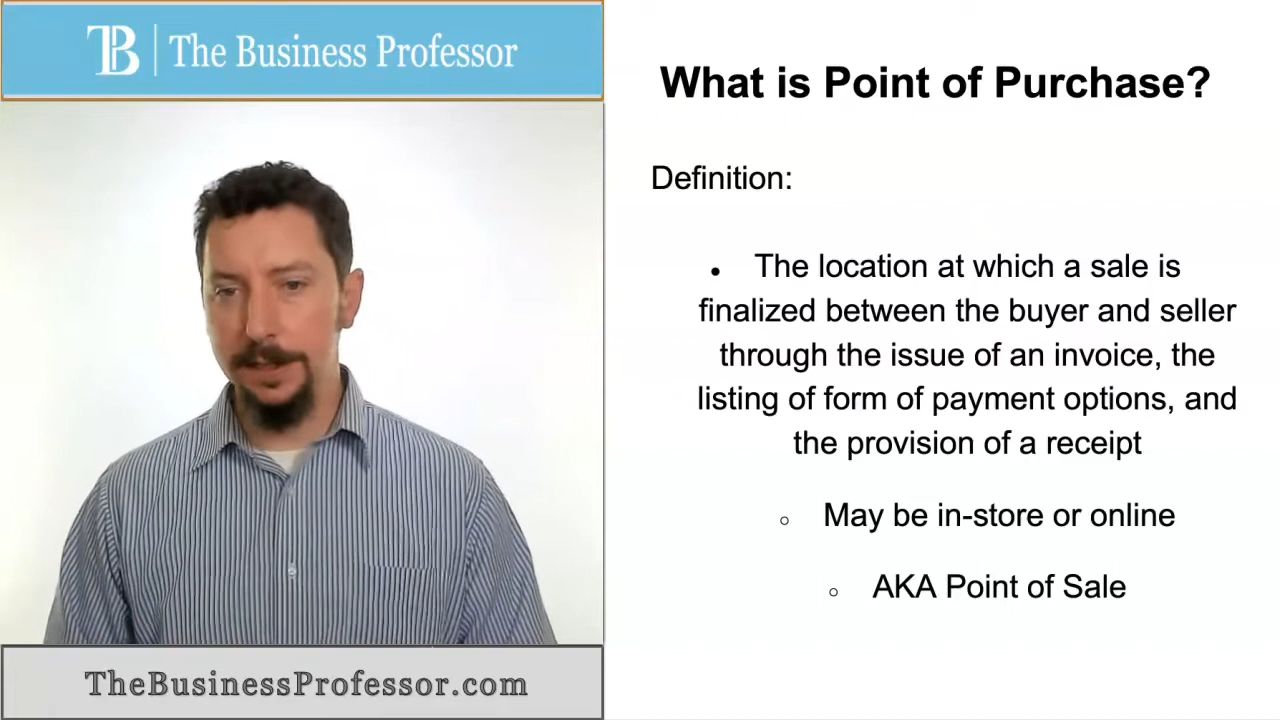 TB The Business Professor
What is Point of Purchase?
Definition:
• The location at which a sale is
finalized between the buyer and seller
through the issue of an invoice, the
listing of form of payment options, and
the provision of a receipt
○ May be in-store or online
○ AKA Point of Sale
TheBusinessProfessor.com